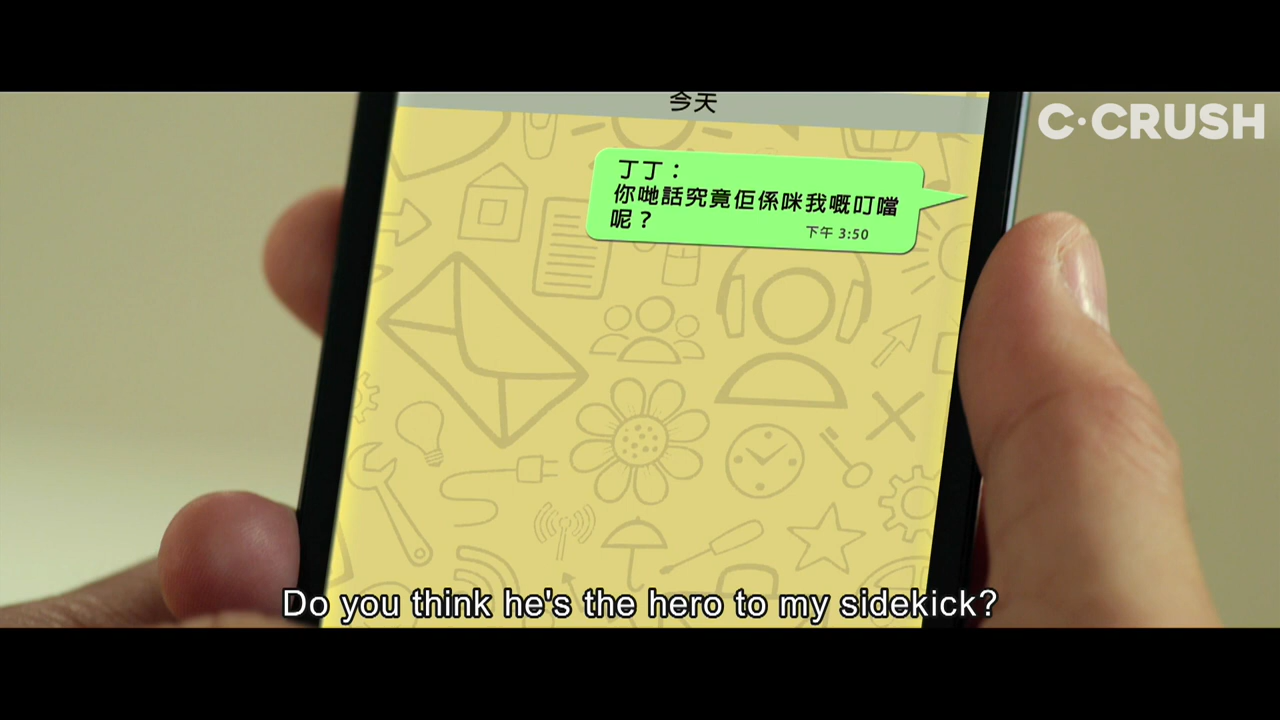 今天
C·CRUSH
丁丁：
你哋話究竟佢係咪我嘅叮噹
呢？
下午 3:50
Do you think he's the hero to my sidekick?